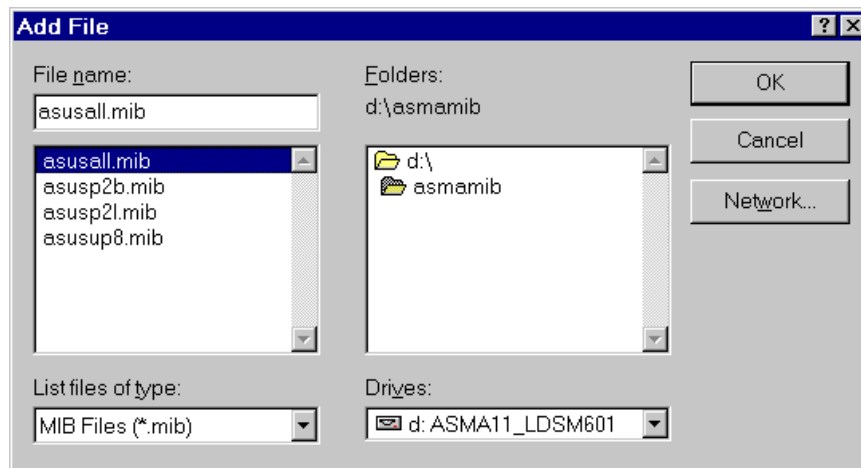 Add File
File name:
asusall.mib
asusall.mib
asusp2b.mib
asusp2l.mib
asusup8.mib
List files of type:
MIB Files (*.mib)
Folders:
d:\asmamib
d:\
asmamib
Drives:
d: ASMA11_LDSM601
OK
Cancel
Network...